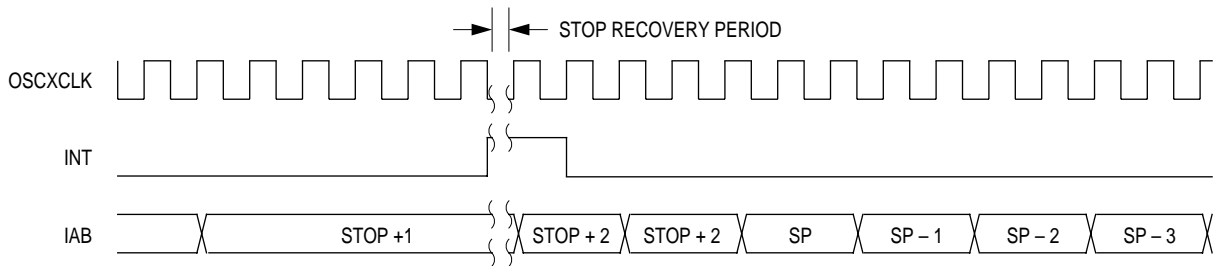 STOP RECOVERY PERIOD
OSCXCLK
INT
IAB STOP +1 STOP + 2 STOP + 2 SP SP – 1 SP – 2 SP – 3